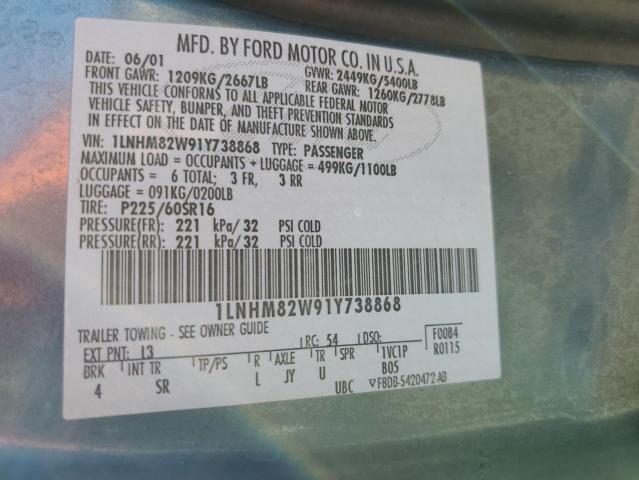 MFD. BY FORD MOTOR CO. IN U.S.A.
DATE: 06/01 GVWR: 2449KG/5400LB
FRONT GAWR: 1209KG/2667LB REAR GAWR: 1260KG/2778LB
THIS VEHICLE CONFORMS TO ALL APPLICABLE FEDERAL MOTOR
VEHICLE SAFETY, BUMPER, AND THEFT PREVENTION STANDARDS
IN EFFECT ON THE DATE OF MANUFACTURE SHOWN ABOVE.
VIN: 1LNHM82W91Y738868 TYPE: PASSENGER
MAXIMUM LOAD = OCCUPANTS + LUGGAGE = 499KG/1100LB
OCCUPANTS = 6 TOTAL; 3 FR, 3 RR
LUGGAGE = 091KG/0200LB
TIRE: P225/60SR16
PRESSURE(FR): 221 kPa/32 PSI COLD
PRESSURE(RR): 221 kPa/32 PSI COLD
1LNHM82W91Y738868
TRAILER TOWING - SEE OWNER GUIDE
EXT PNT: L3 RC: 54 DSO: F0084
BRK INT TR TP/PS R AXLE TR SPR 1VC1P R0115
4 SR L JY U B05
UBC ▽F8DB-5420472-AB